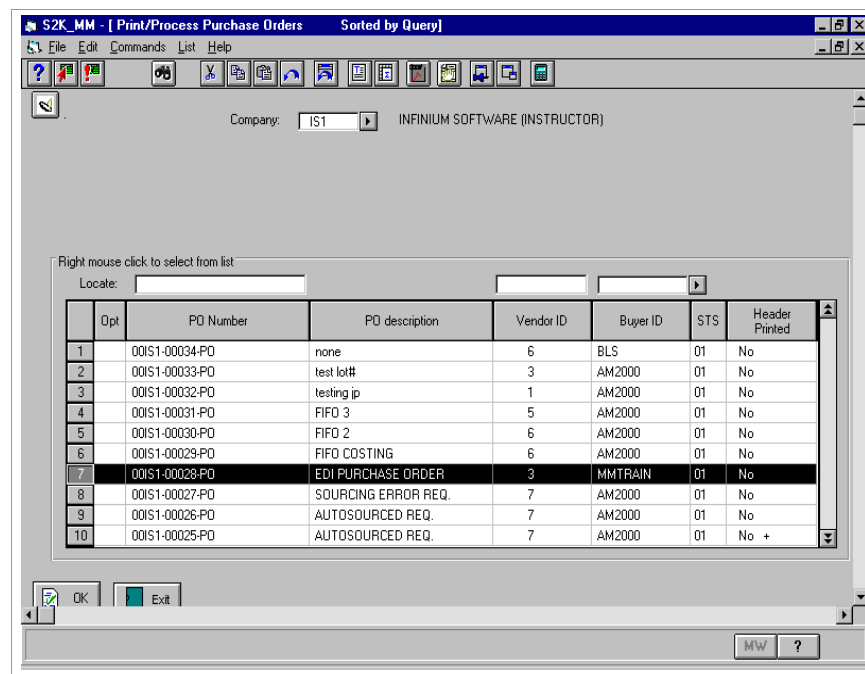 S2K_MM - [ Print/Process Purchase Orders Sorted by Query]
File Edit Commands List Help
Company: IS1 INFINIUM SOFTWARE (INSTRUCTOR)
Right mouse click to select from list
Locate:
Opt PO Number PO description Vendor ID Buyer ID STS Header Printed
1 00IS1-00034-PO none 6 BLS 01 No
2 00IS1-00033-PO test lot# 3 AM2000 01 No
3 00IS1-00032-PO testing jp 1 AM2000 01 No
4 00IS1-00031-PO FIFO 3 5 AM2000 01 No
5 00IS1-00030-PO FIFO 2 6 AM2000 01 No
6 00IS1-00029-PO FIFO COSTING 6 AM2000 01 No
7 00IS1-00028-PO EDI PURCHASE ORDER 3 MMTRAIN 01 No
8 00IS1-00027-PO SOURCING ERROR REQ. 7 AM2000 01 No
9 00IS1-00026-PO AUTOSOURCED REQ. 7 AM2000 01 No
10 00IS1-00025-PO AUTOSOURCED REQ. 7 AM2000 01 No +
OK Exit
MW ?